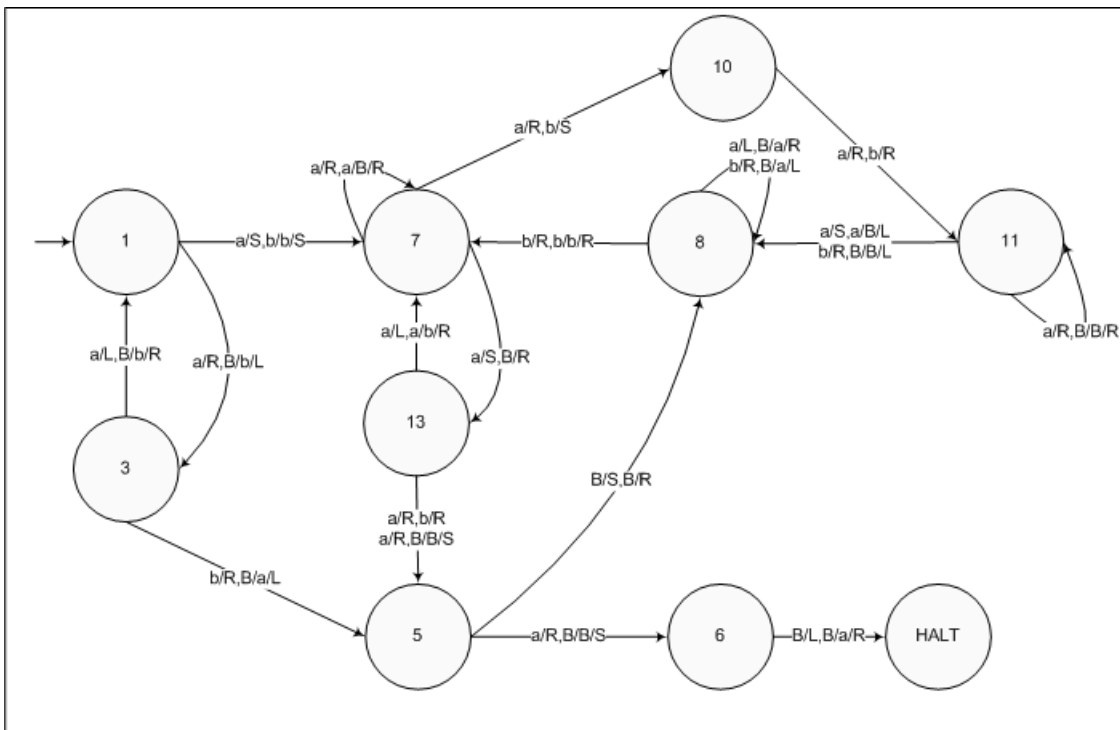 10
a/R,b/S
a/L,B/a/R
b/R,B/a/L
a/R,b/R
a/R,a/B/R
1
a/S,b/b/S
7
b/R,b/b/R
8
a/S,a/B/L
b/R,B/B/L
11
a/R,B/B/R
a/L,B/b/R
a/R,B/b/L
a/L,a/b/R
a/S,B/R
13
3
B/S,B/R
a/R,b/R
a/R,B/B/S
b/R,B/a/L
5
a/R,B/B/S
6
B/L,B/a/R
HALT